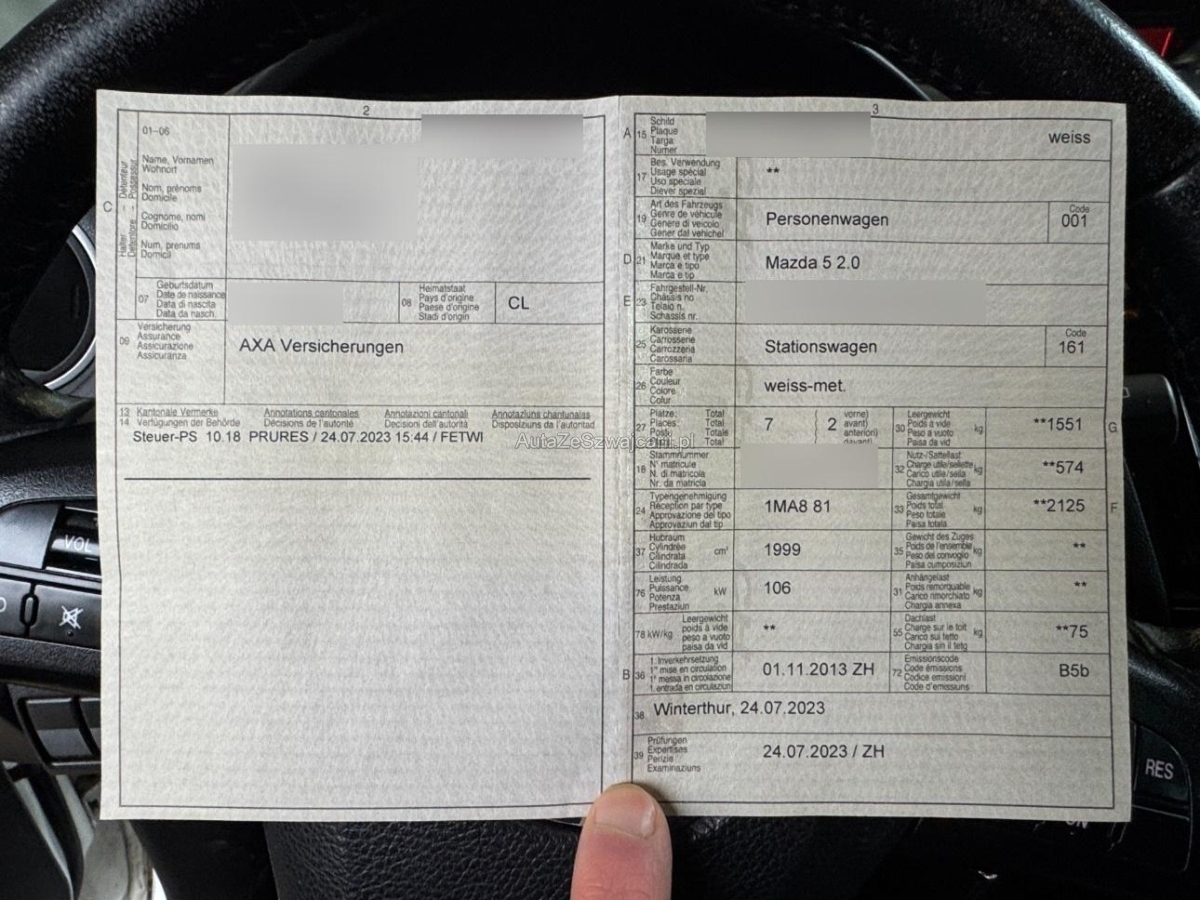 2
01-06
Halter - Détenteur
Detentore - Possessur
C
Name, Vornamen
Wohnort
Nom, prénoms
Domicile
Cognome, nomi
Domicilio
Num, prenums
Domicil
07
Geburtsdatum
Date de naissance
Data di nascita
Data da nasch.
08
Heimatstaat
Pays d'origine
Paese d'origine
Stadi d'origin
CL
09
Versicherung
Assurance
Assicurazione
Assicuranza
AXA Versicherungen
13 Kantonale Vermerke Annotations cantonales Annotazioni cantonali Annotaziuns chantunalas
14 Verfügungen der Behörde Décisions de l'autorité Decisioni dell'autorità Disposiziuns da l'autoritad
Steuer-PS 10.18 PRURES / 24.07.2023 15:44 / FETWI
AutaZeSzwajcarii.pl
3
A 15
Schild
Plaque
Targa
Numer
weiss
17
Bes. Verwendung
Usage spécial
Uso speciale
Diever spezial
**
19
Art des Fahrzeugs
Genre de véhicule
Genere di veicolo
Gener dal vehichel
Personenwagen
Code
001
D 21
Marke und Typ
Marque et type
Marca e tipo
Marca e tip
Mazda 5 2.0
E 23
Fahrgestell-Nr.
Châssis no
Telaio n.
Schassis nr.
25
Karosserie
Carrosserie
Carrozzeria
Carossaria
Stationswagen
Code
161
26
Farbe
Couleur
Colore
Colur
weiss-met.
27
Plätze: Total
Places: Total
Posti: Totale
Total
7
( 2
vorne)
avant)
anteriori)
davant)
30
Leergewicht
Poids à vide
Peso a vuoto
Paisa da vid
kg
**1551
G
18
Stammnummer
N° matricule
N. di matricola
Nr. da matricla
32
Nutz-/Sattellast
Charge utile/sellette
Carico utile/sella
Chargia utila/sella
kg
**574
24
Typengenehmigung
Réception par type
Approvazione del tipo
Approvaziun dal tip
1MA8 81
33
Gesamtgewicht
Poids total
Peso totale
Paisa totala
kg
**2125
F
37
Hubraum
Cylindrée
Cilindrata
Cilindrada
cm³
1999
35
Gewicht des Zuges
Poids de l'ensemble
Peso del convoglio
Paisa cumposiziun
kg
**
76
Leistung
Puissance
Potenza
Prestaziun
kW
106
31
Anhängelast
Poids remorquable
Carico rimorchiato
Chargia annexa
kg
**
78 kW/kg
Leergewicht
poids à vide
peso a vuoto
paisa da vid
**
55
Dachlast
Charge sur le toit
Carico sul tetto
Chargia sin il tetg
kg
**75
B 36
1. Inverkehrsetzung
1re mise en circulation
1a messa in circolazione
1. entrada en circulaziun
01.11.2013 ZH
72
Emissionscode
Code émissions
Codice emissioni
Code d'emissiuns
B5b
38
Winterthur, 24.07.2023
39
Prüfungen
Expertises
Perizie
Examinaziuns
24.07.2023 / ZH
VOL
RES